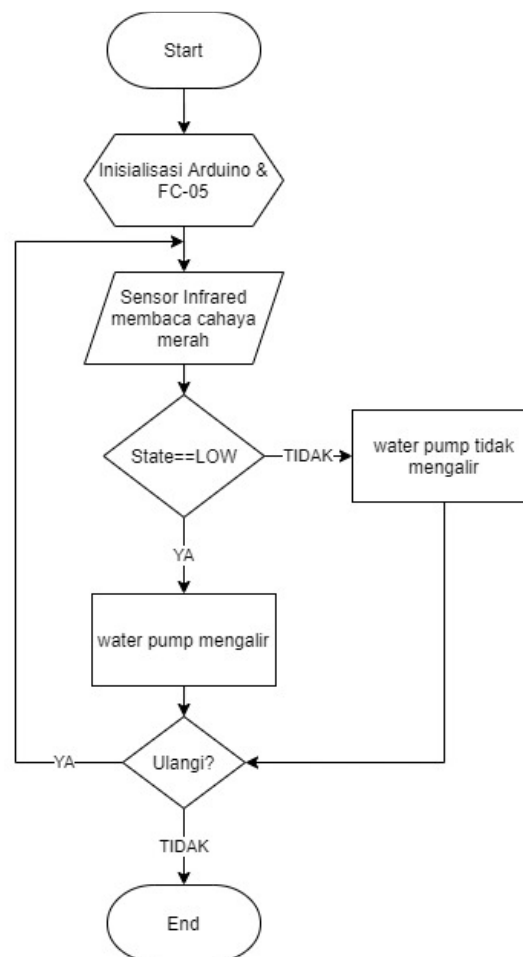 Start
Inisialisasi Arduino &
FC-05
Sensor Infrared
membaca cahaya
merah
State==LOW
TIDAK
water pump tidak
mengalir
YA
water pump mengalir
Ulangi?
YA
TIDAK
End